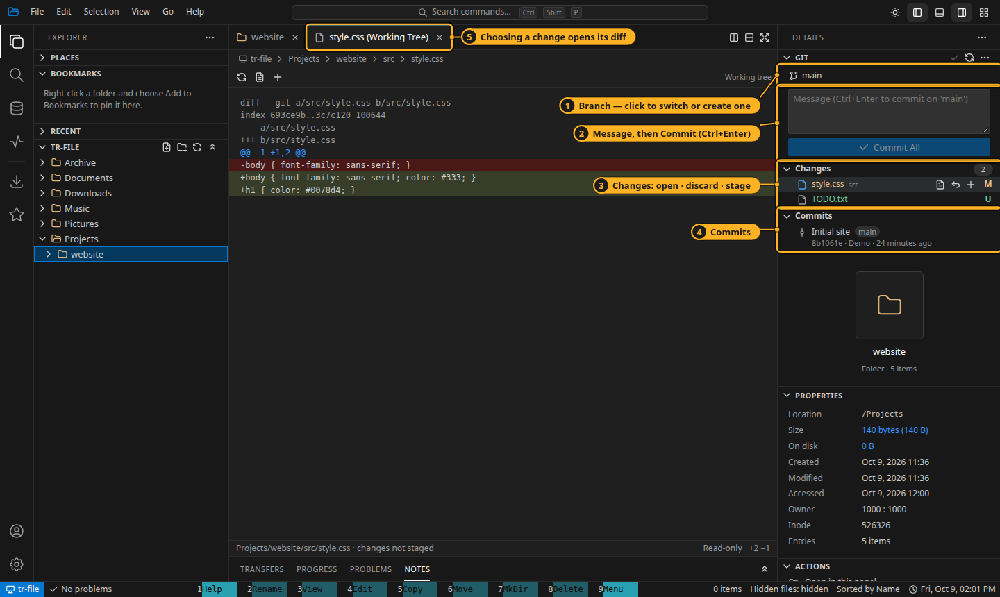 File Edit Selection View Go Help
Search commands... Ctrl Shift P
EXPLORER
PLACES
BOOKMARKS
Right-click a folder and choose Add to
Bookmarks to pin it here.
RECENT
TR-FILE
Archive
Documents
Downloads
Music
Pictures
Projects
website
website
style.css (Working Tree)
5 Choosing a change opens its diff
tr-file Projects website src style.css
Working tree
diff --git a/src/style.css b/src/style.css
index 693ce9b..3c7c120 100644
--- a/src/style.css
+++ b/src/style.css
@@ -1 +1,2 @@
-body { font-family: sans-serif; }
+body { font-family: sans-serif; color: #333; }
+h1 { color: #0078d4; }
1 Branch — click to switch or create one
2 Message, then Commit (Ctrl+Enter)
3 Changes: open · discard · stage
4 Commits
Projects/website/src/style.css · changes not staged
Read-only +2 −1
TRANSFERS PROGRESS PROBLEMS NOTES
DETAILS
GIT
main
Message (Ctrl+Enter to commit on 'main')
Commit All
Changes 2
style.css src M
TODO.txt U
Commits
Initial site main
8b1061e · Demo · 24 minutes ago
website
Folder · 5 items
PROPERTIES
Location /Projects
Size 140 bytes (140 B)
On disk 0 B
Created Oct 9, 2026 11:36
Modified Oct 9, 2026 11:36
Accessed Oct 9, 2026 12:00
Owner 1000 : 1000
Inode 526326
Entries 5 items
ACTIONS
Open in this panel
tr-file No problems 1Help 2Rename 3View 4Edit 5Copy 6Move 7MkDir 8Delete 9Menu 0 items Hidden files: hidden Sorted by Name Fri, Oct 9, 02:01 PM